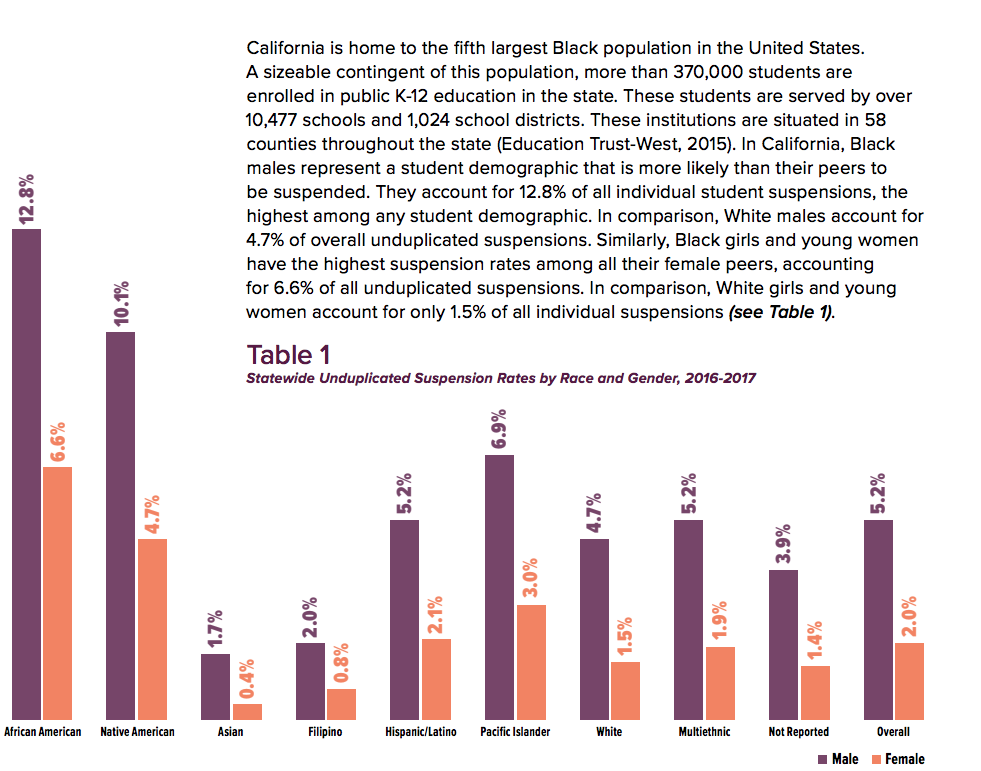 California is home to the fifth largest Black population in the United States.
A sizeable contingent of this population, more than 370,000 students are
enrolled in public K-12 education in the state. These students are served by over
10,477 schools and 1,024 school districts. These institutions are situated in 58
counties throughout the state (Education Trust-West, 2015). In California, Black
males represent a student demographic that is more likely than their peers to
be suspended. They account for 12.8% of all individual student suspensions, the
highest among any student demographic. In comparison, White males account for
4.7% of overall unduplicated suspensions. Similarly, Black girls and young women
have the highest suspension rates among all their female peers, accounting
for 6.6% of all unduplicated suspensions. In comparison, White girls and young
women account for only 1.5% of all individual suspensions (see Table 1).
Table 1
Statewide Unduplicated Suspension Rates by Race and Gender, 2016-2017
12.8%
6.6%
10.1%
4.7%
1.7%
0.4%
2.0%
0.8%
5.2%
2.1%
6.9%
3.0%
4.7%
1.5%
5.2%
1.9%
3.9%
1.4%
5.2%
2.0%
African American
Native American
Asian
Filipino
Hispanic/Latino
Pacific Islander
White
Multiethnic
Not Reported
Overall
Male
Female